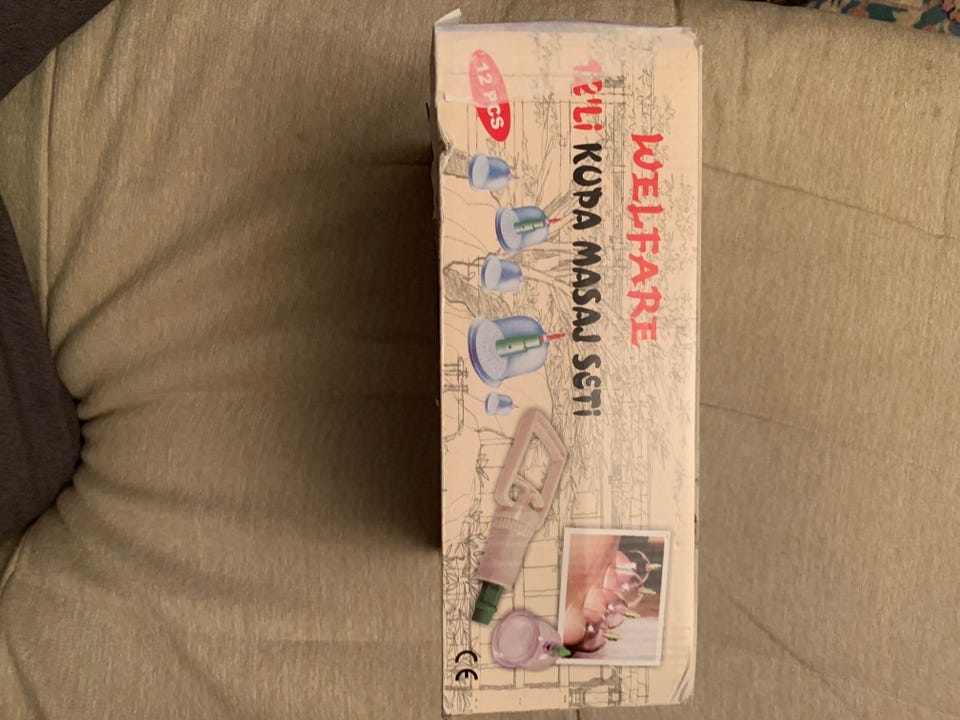 WELFARE
12'Lİ KUPA MASAJ SETİ
12 PCS
CE